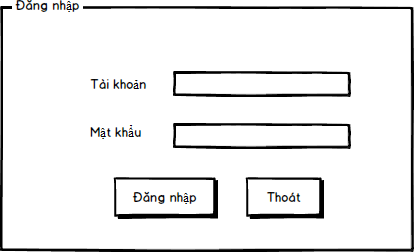 Đăng nhập
Tài khoản
Mật khẩu
Đăng nhập
Thoát